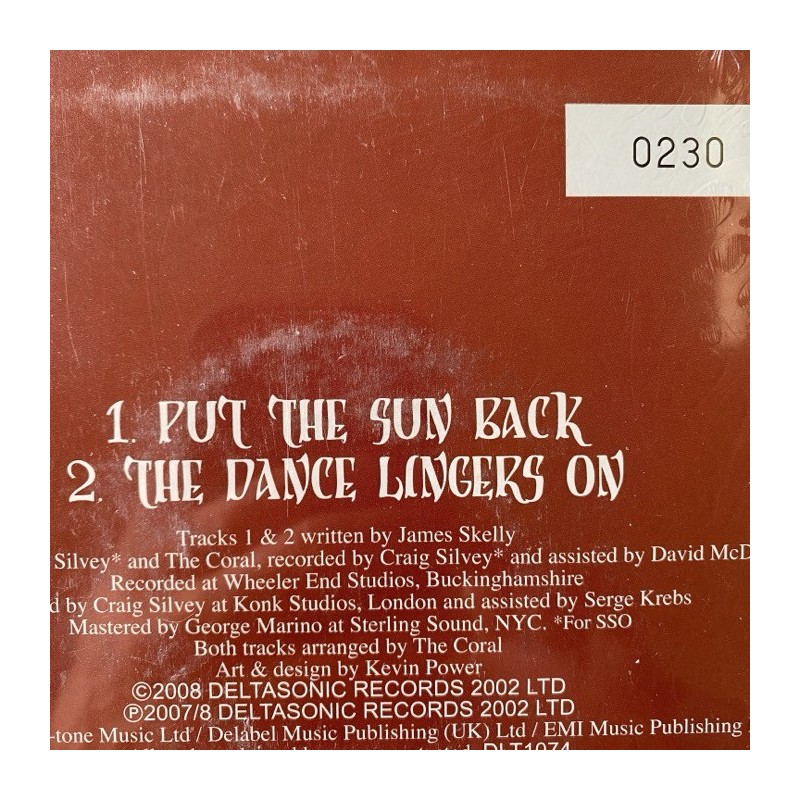 0230
1. PUT THE SUN BACK
2. THE DANCE LINGERS ON
Tracks 1 & 2 written by James Skelly
Silvey* and The Coral, recorded by Craig Silvey* and assisted by David McD
Recorded at Wheeler End Studios, Buckinghamshire
d by Craig Silvey at Konk Studios, London and assisted by Serge Krebs
Mastered by George Marino at Sterling Sound, NYC. *For SSO
Both tracks arranged by The Coral
Art & design by Kevin Power
©2008 DELTASONIC RECORDS 2002 LTD
℗2007/8 DELTASONIC RECORDS 2002 LTD
-tone Music Ltd / Delabel Music Publishing (UK) Ltd / EMI Music Publishing
DLT1074